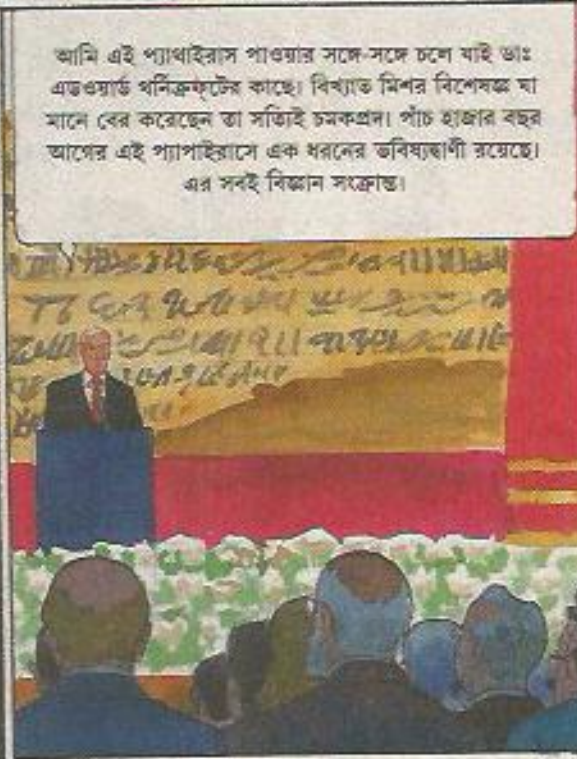 আমি এই প্যাথাইরাস পাওয়ার সঙ্গে-সঙ্গে চলে যাই ডাঃ
এডওয়ার্ড থর্নিক্রফ্‌টের কাছে। বিখ্যাত মিশর বিশেষজ্ঞ যা
মানে বের করেছেন তা সত্যিই চমকপ্রদ। পাঁচ হাজার বছর
আগের এই প্যাপাইরাসে এক ধরনের ভবিষ্যদ্বাণী রয়েছে।
এর সবই বিজ্ঞান সংক্রান্ত।